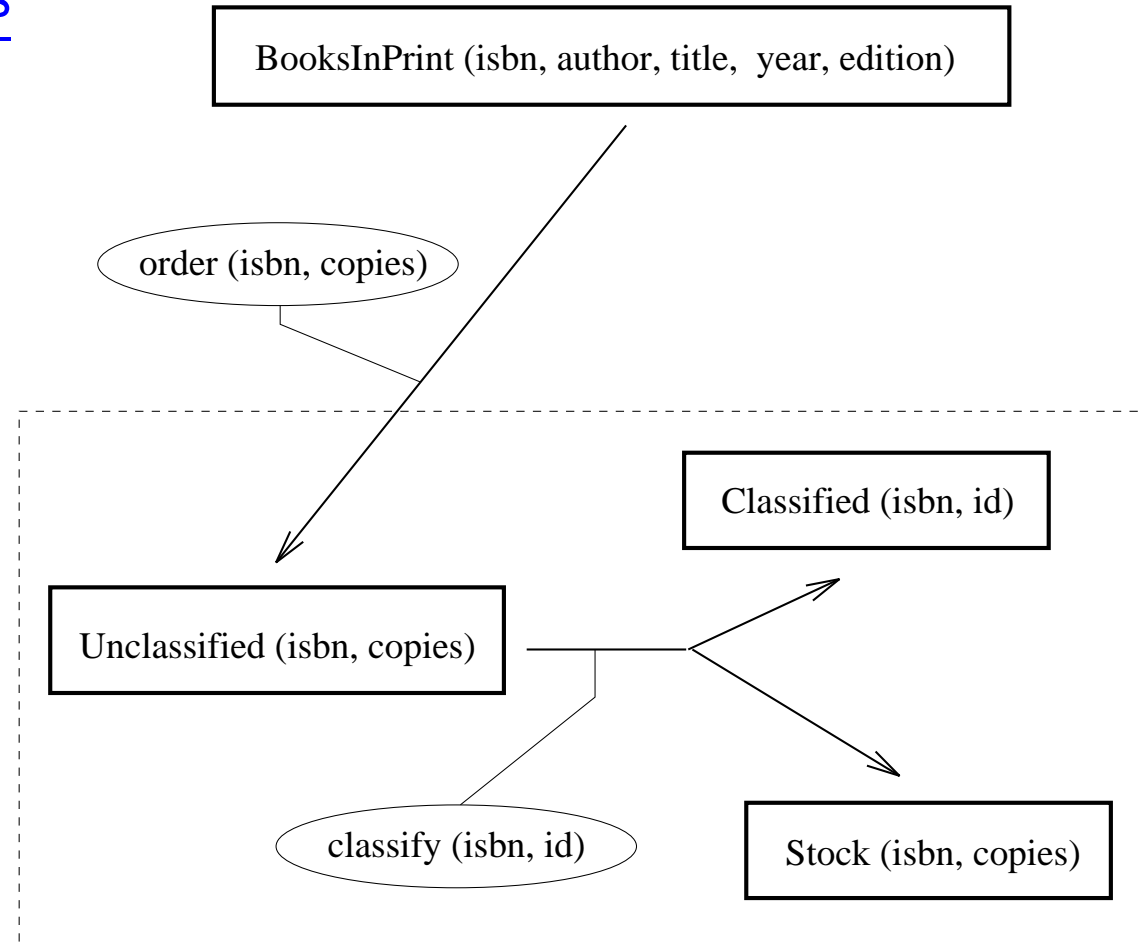 BooksInPrint (isbn, author, title, year, edition)
order (isbn, copies)
Classified (isbn, id)
Unclassified (isbn, copies)
classify (isbn, id)
Stock (isbn, copies)